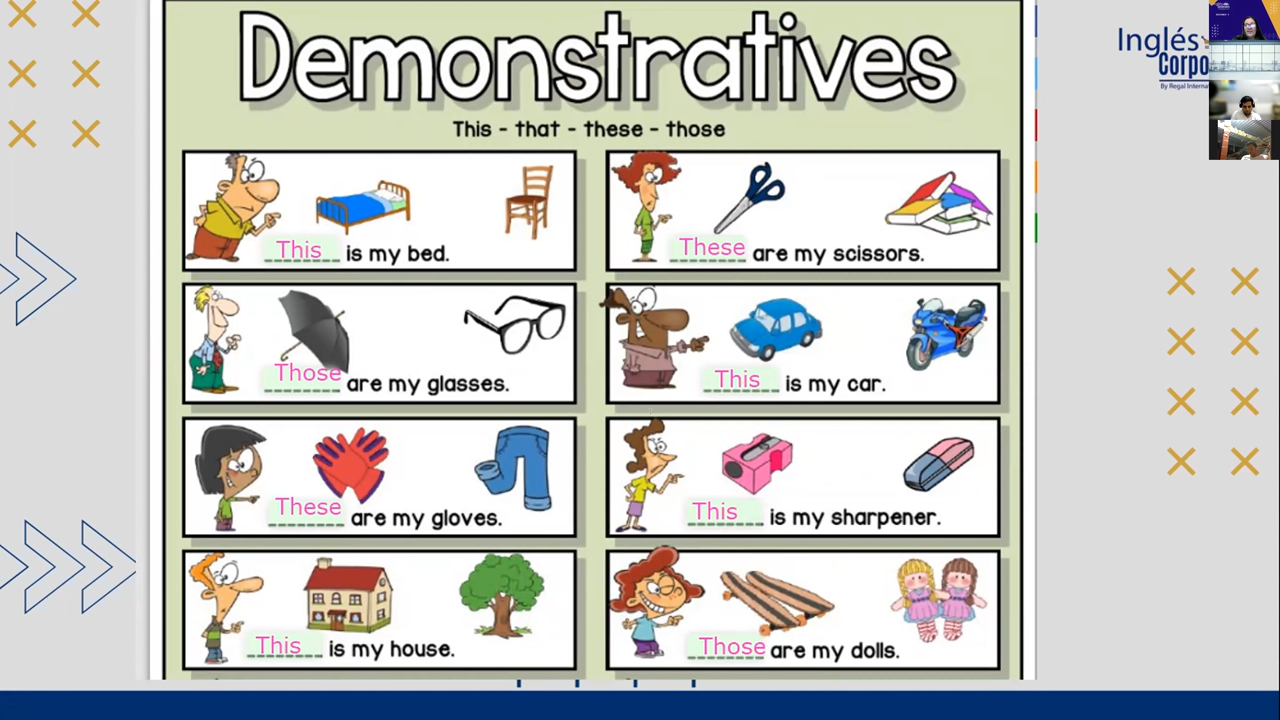 Demonstratives
This - that - these - those
This is my bed.
These are my scissors.
Those are my glasses.
This is my car.
These are my gloves.
This is my sharpener.
This is my house.
Those are my dolls.
Inglés
Corpo
By Regal Interna